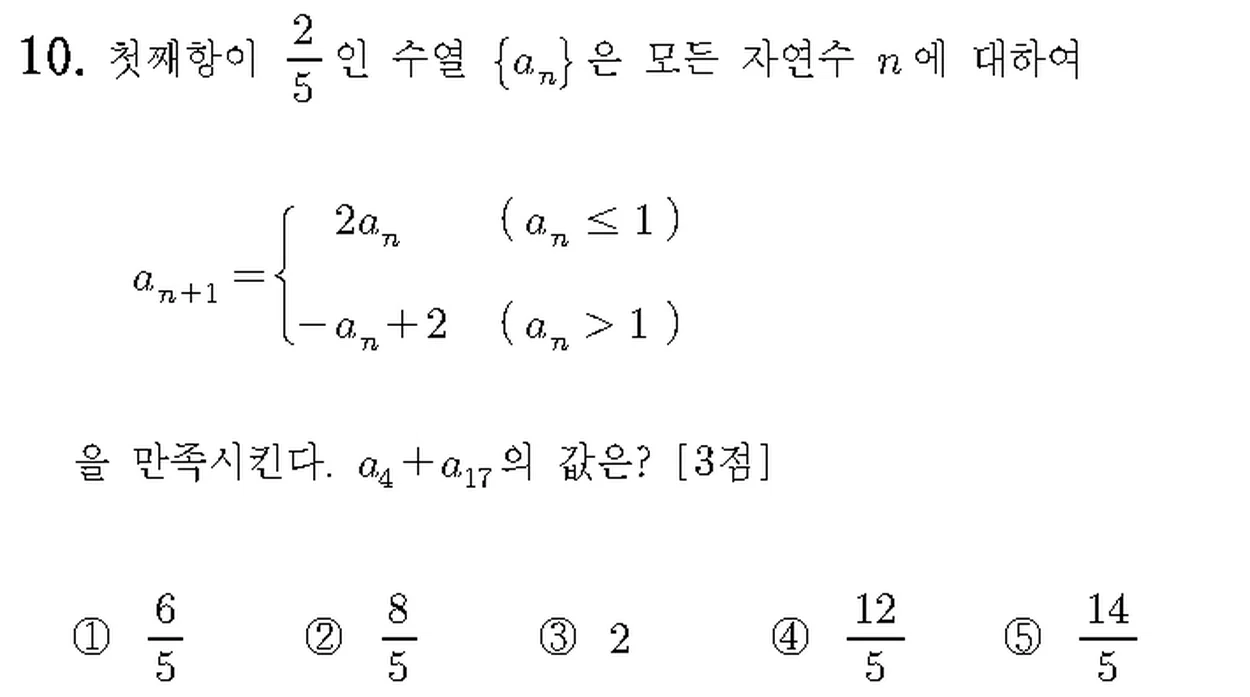 10. 첫째항이 2/5 인 수열 {aₙ}은 모든 자연수 n에 대하여
aₙ₊₁ = { 2aₙ ( aₙ ≤ 1 )
−aₙ+2 ( aₙ > 1 )
을 만족시킨다. a₄+a₁₇의 값은? [3점]
① 6/5 ② 8/5 ③ 2 ④ 12/5 ⑤ 14/5